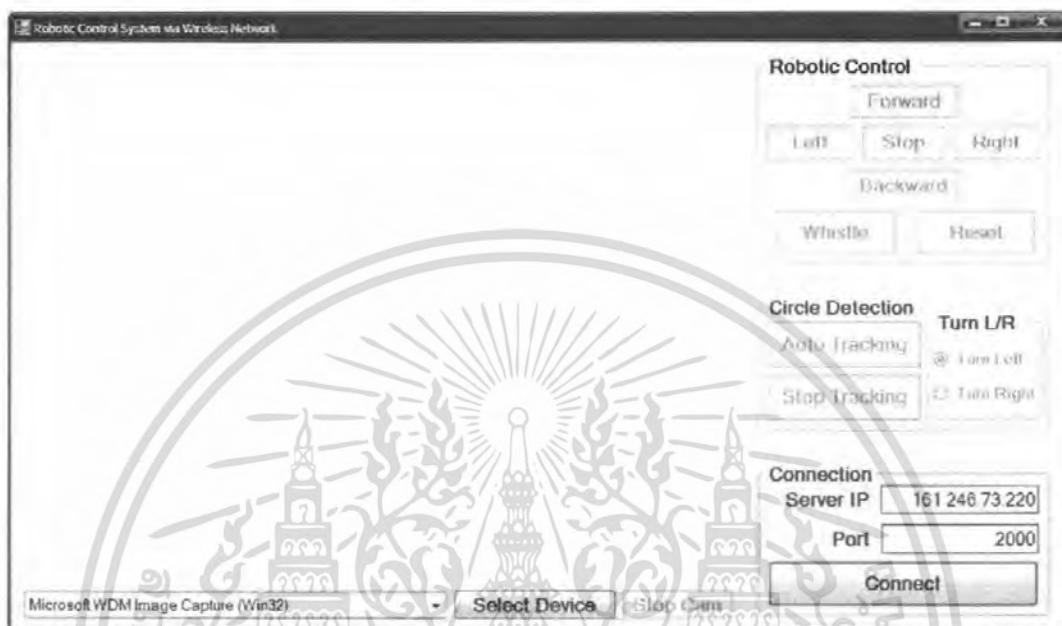 Robotic Control System via Wireless Network
Robotic Control
Forward
Left Stop Right
Backward
Whistle Reset
Circle Detection
Turn L/R
Auto Tracking
Turn Left
Stop Tracking
Turn Right
Connection
Server IP 161 246 73 220
Port 2000
Connect
Microsoft WDM Image Capture (Win32) Select Device Stop Cam